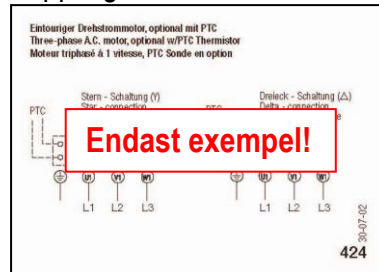 Eintouriger Drehstrommotor, optional mit PTC
Three-phase A.C. motor, optional w/PTC Thermistor
Moteur triphasé á 1 vitesse, PTC Sonde en option
Stern - Schaltung (Y)
Star - connection
PTC
Dreieck - Schaltung (△)
Delta - connection
PTC
Endast exempel!
U1 V1 W1
U1 V1 W1
L1 L2 L3
L1 L2 L3
30-07-02
424